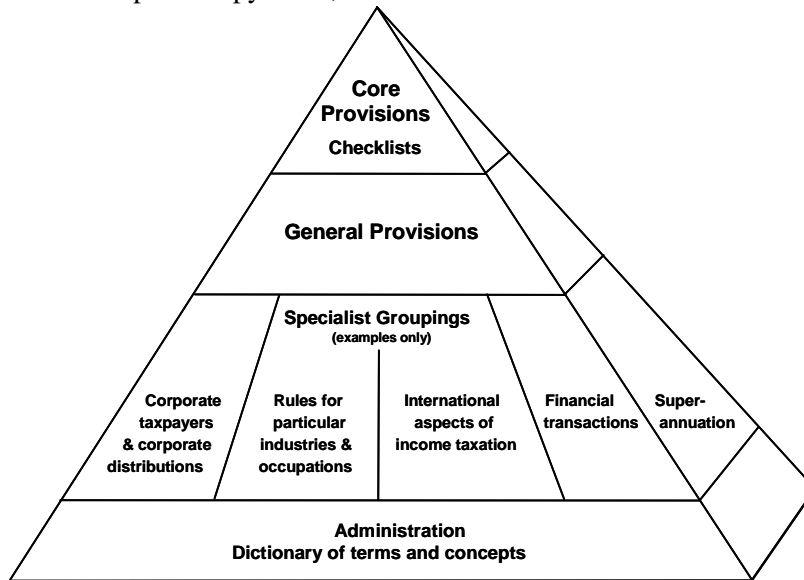 Core
Provisions
Checklists
General Provisions
Specialist Groupings
(examples only)
Corporate
taxpayers
& corporate
distributions
Rules for
particular
industries &
occupations
International
aspects of
income taxation
Financial
transactions
Super-
annuation
Administration
Dictionary of terms and concepts